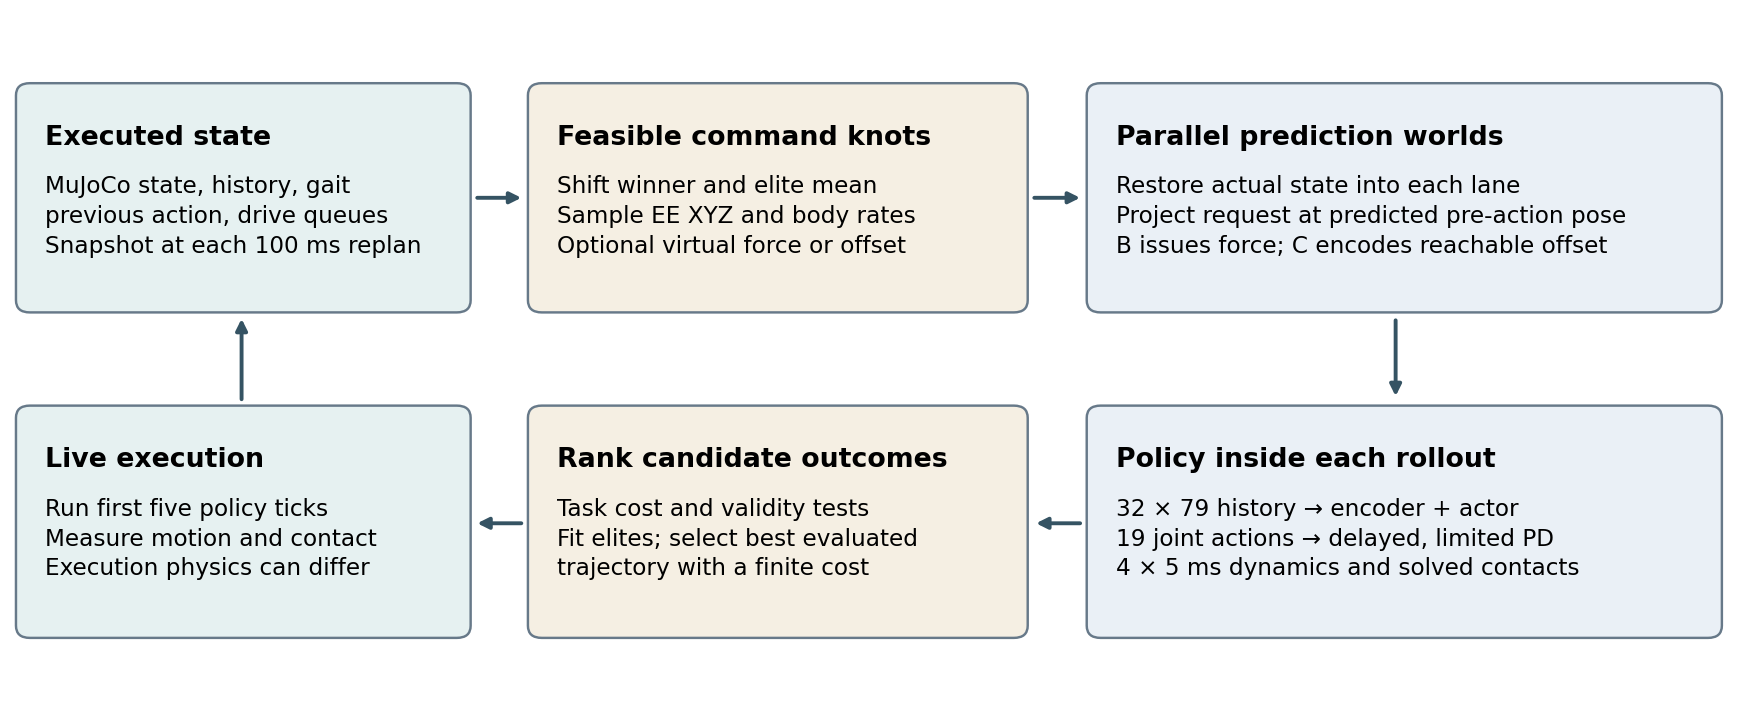 Executed state
MuJoCo state, history, gait
previous action, drive queues
Snapshot at each 100 ms replan
Feasible command knots
Shift winner and elite mean
Sample EE XYZ and body rates
Optional virtual force or offset
Parallel prediction worlds
Restore actual state into each lane
Project request at predicted pre-action pose
B issues force; C encodes reachable offset
Policy inside each rollout
32 × 79 history → encoder + actor
19 joint actions → delayed, limited PD
4 × 5 ms dynamics and solved contacts
Rank candidate outcomes
Task cost and validity tests
Fit elites; select best evaluated
trajectory with a finite cost
Live execution
Run first five policy ticks
Measure motion and contact
Execution physics can differ